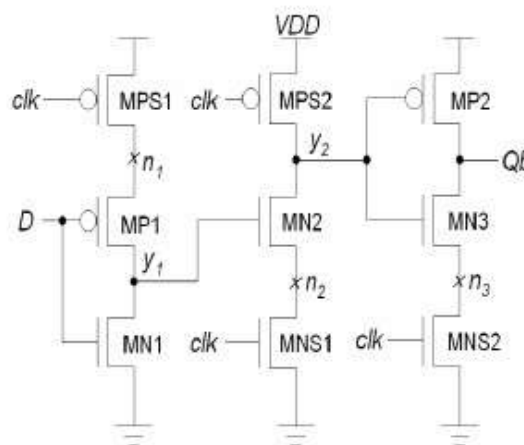 VDD
clk
MPS1
clk
MPS2
MP2
y2
Qb
n1
D
MP1
MN2
MN3
y1
n2
n3
MN1
clk
MNS1
clk
MNS2